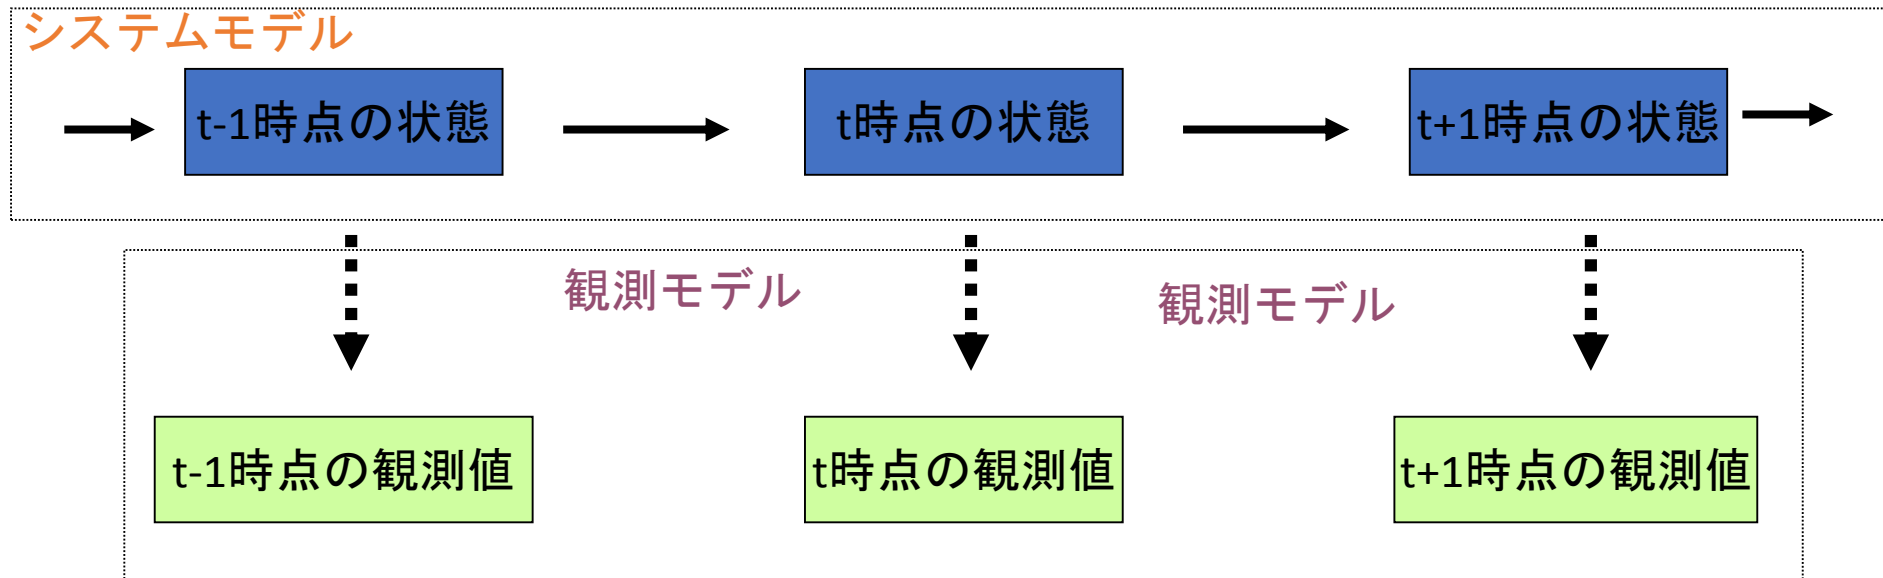 システムモデル
t-1時点の状態
t時点の状態
t+1時点の状態
観測モデル
観測モデル
t-1時点の観測値
t時点の観測値
t+1時点の観測値